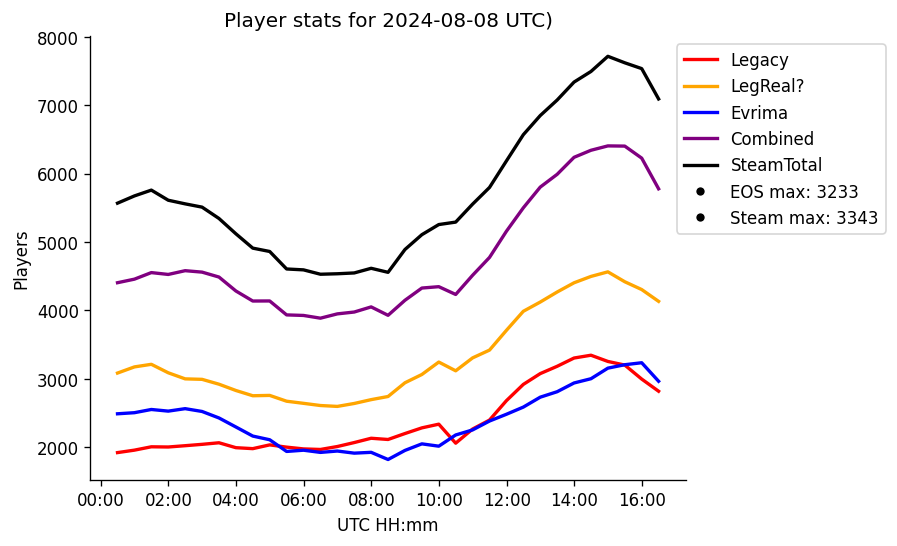 Player stats for 2024-08-08 UTC)
8000
7000
6000
5000
4000
3000
2000
Players
00:00 02:00 04:00 06:00 08:00 10:00 12:00 14:00 16:00
UTC HH:mm
Legacy
LegReal?
Evrima
Combined
SteamTotal
EOS max: 3233
Steam max: 3343